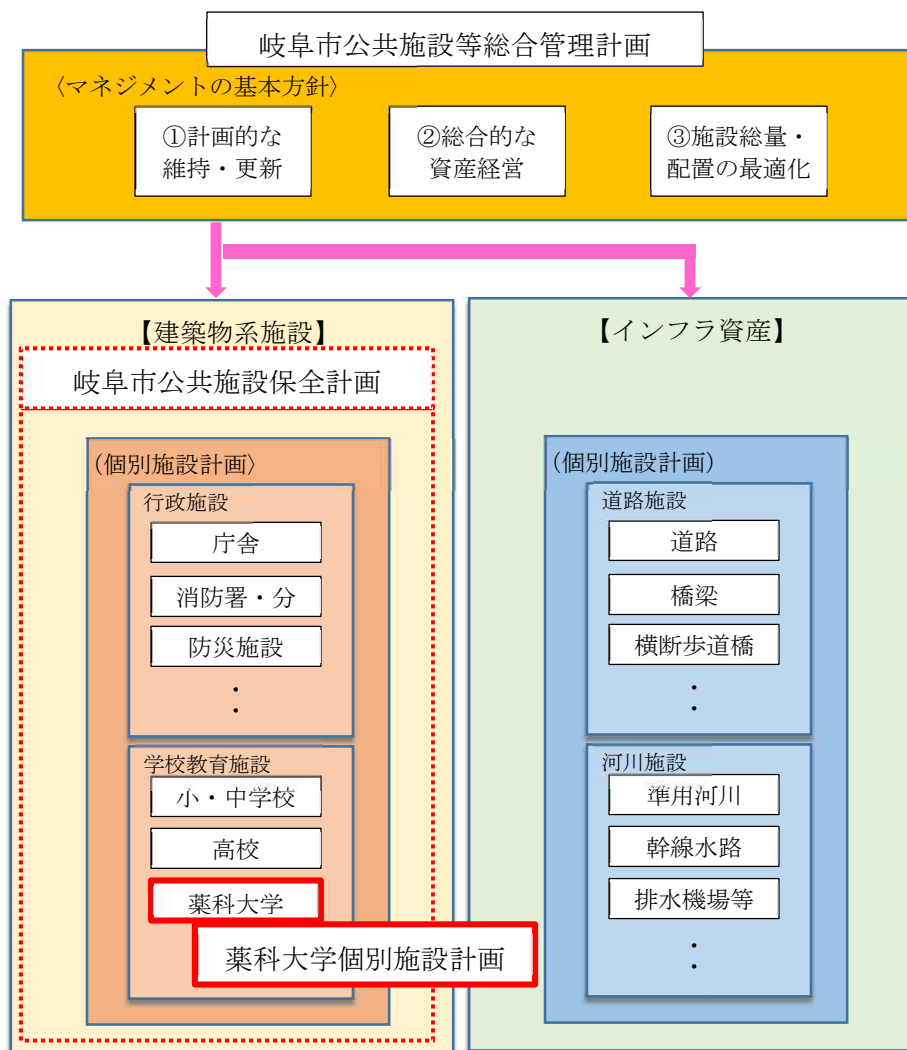 岐阜市公共施設等総合管理計画
〈マネジメントの基本方針〉
①計画的な
維持・更新
②総合的な
資産経営
③施設総量・
配置の最適化
【建築物系施設】
岐阜市公共施設保全計画
(個別施設計画〉
行政施設
庁舎
消防署・分
防災施設
:
学校教育施設
小・中学校
高校
薬科大学
薬科大学個別施設計画
【インフラ資産】
(個別施設計画)
道路施設
道路
橋梁
横断歩道橋
:
河川施設
準用河川
幹線水路
排水機場等
: